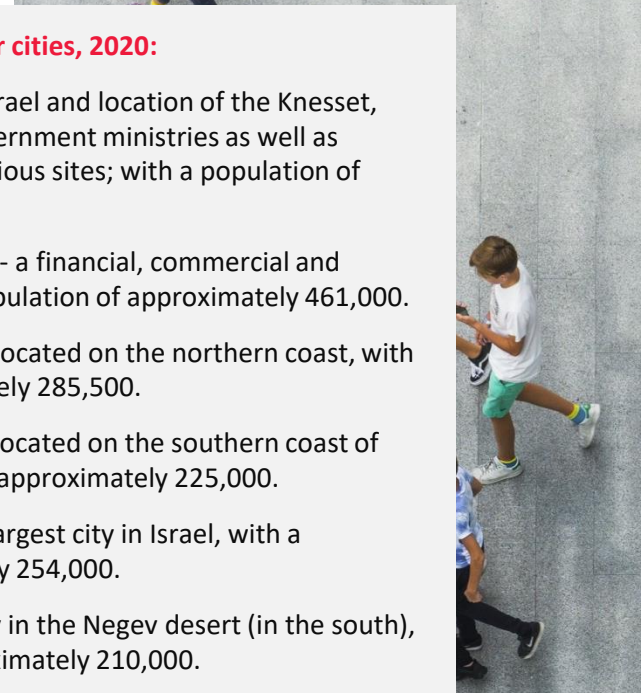 r cities, 2020:
rael and location of the Knesset,
ernment ministries as well as
ious sites; with a population of
- a financial, commercial and
pulation of approximately 461,000.
ocated on the northern coast, with
ely 285,500.
ocated on the southern coast of
approximately 225,000.
argest city in Israel, with a
y 254,000.
in the Negev desert (in the south),
ximately 210,000.